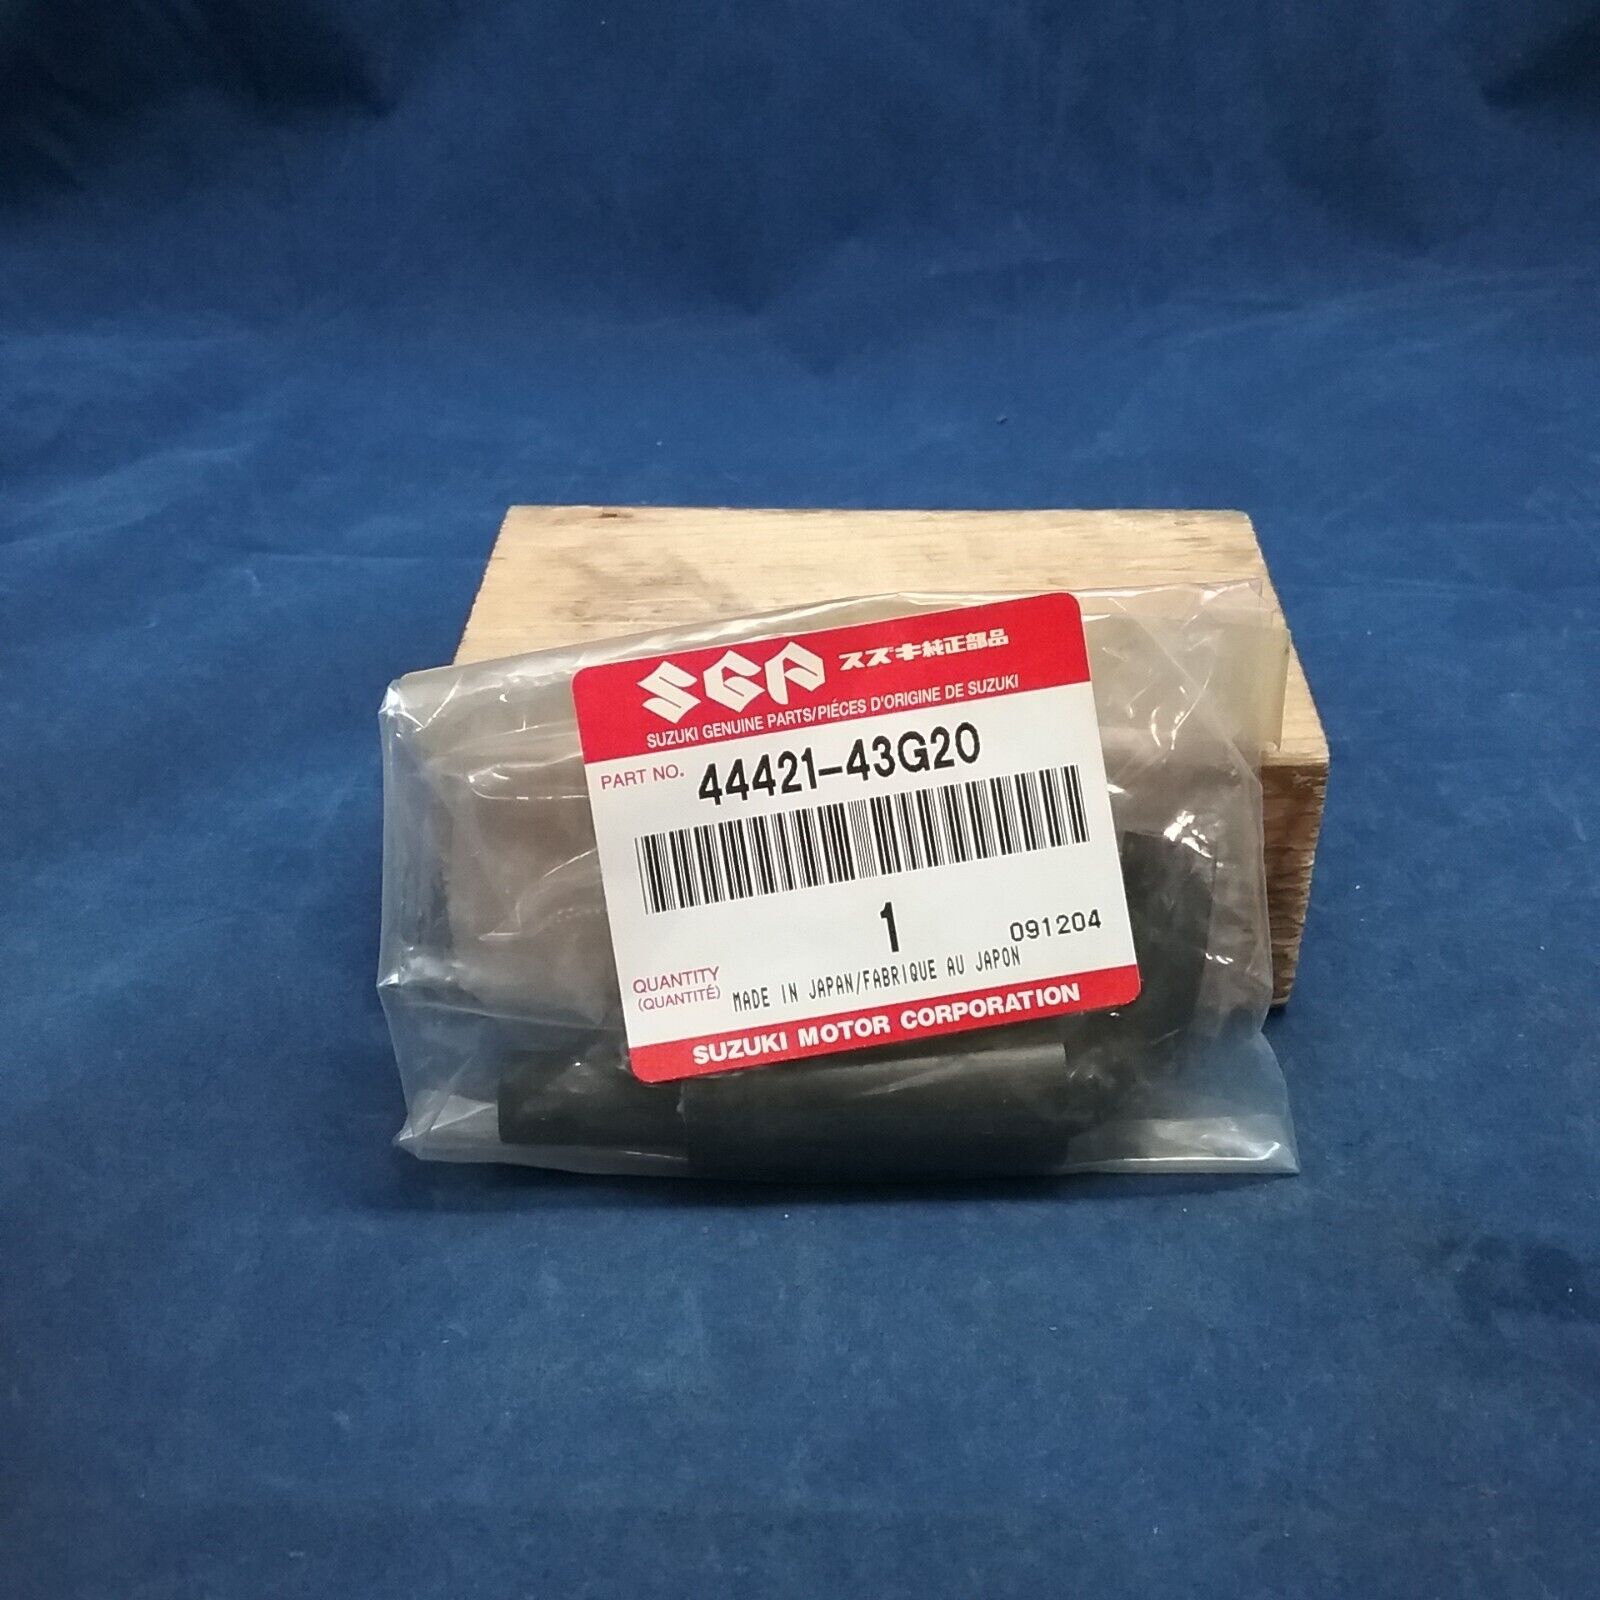 SGP スズキ純正部品
SUZUKI GENUINE PARTS/PIÉCES D'ORIGINE DE SUZUKI
PART NO. 44421-43G20
1 091204
QUANTITY
(QUANTITÉ)
MADE IN JAPAN/FABRIQUE AU JAPON
SUZUKI MOTOR CORPORATION